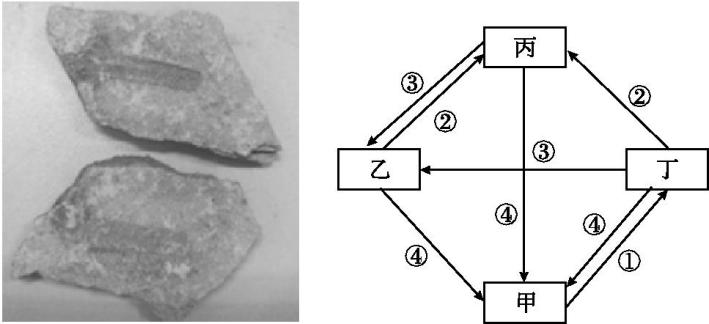 丙
③ ②
②
乙 ③ 丁
④ ④ ④ ①
甲